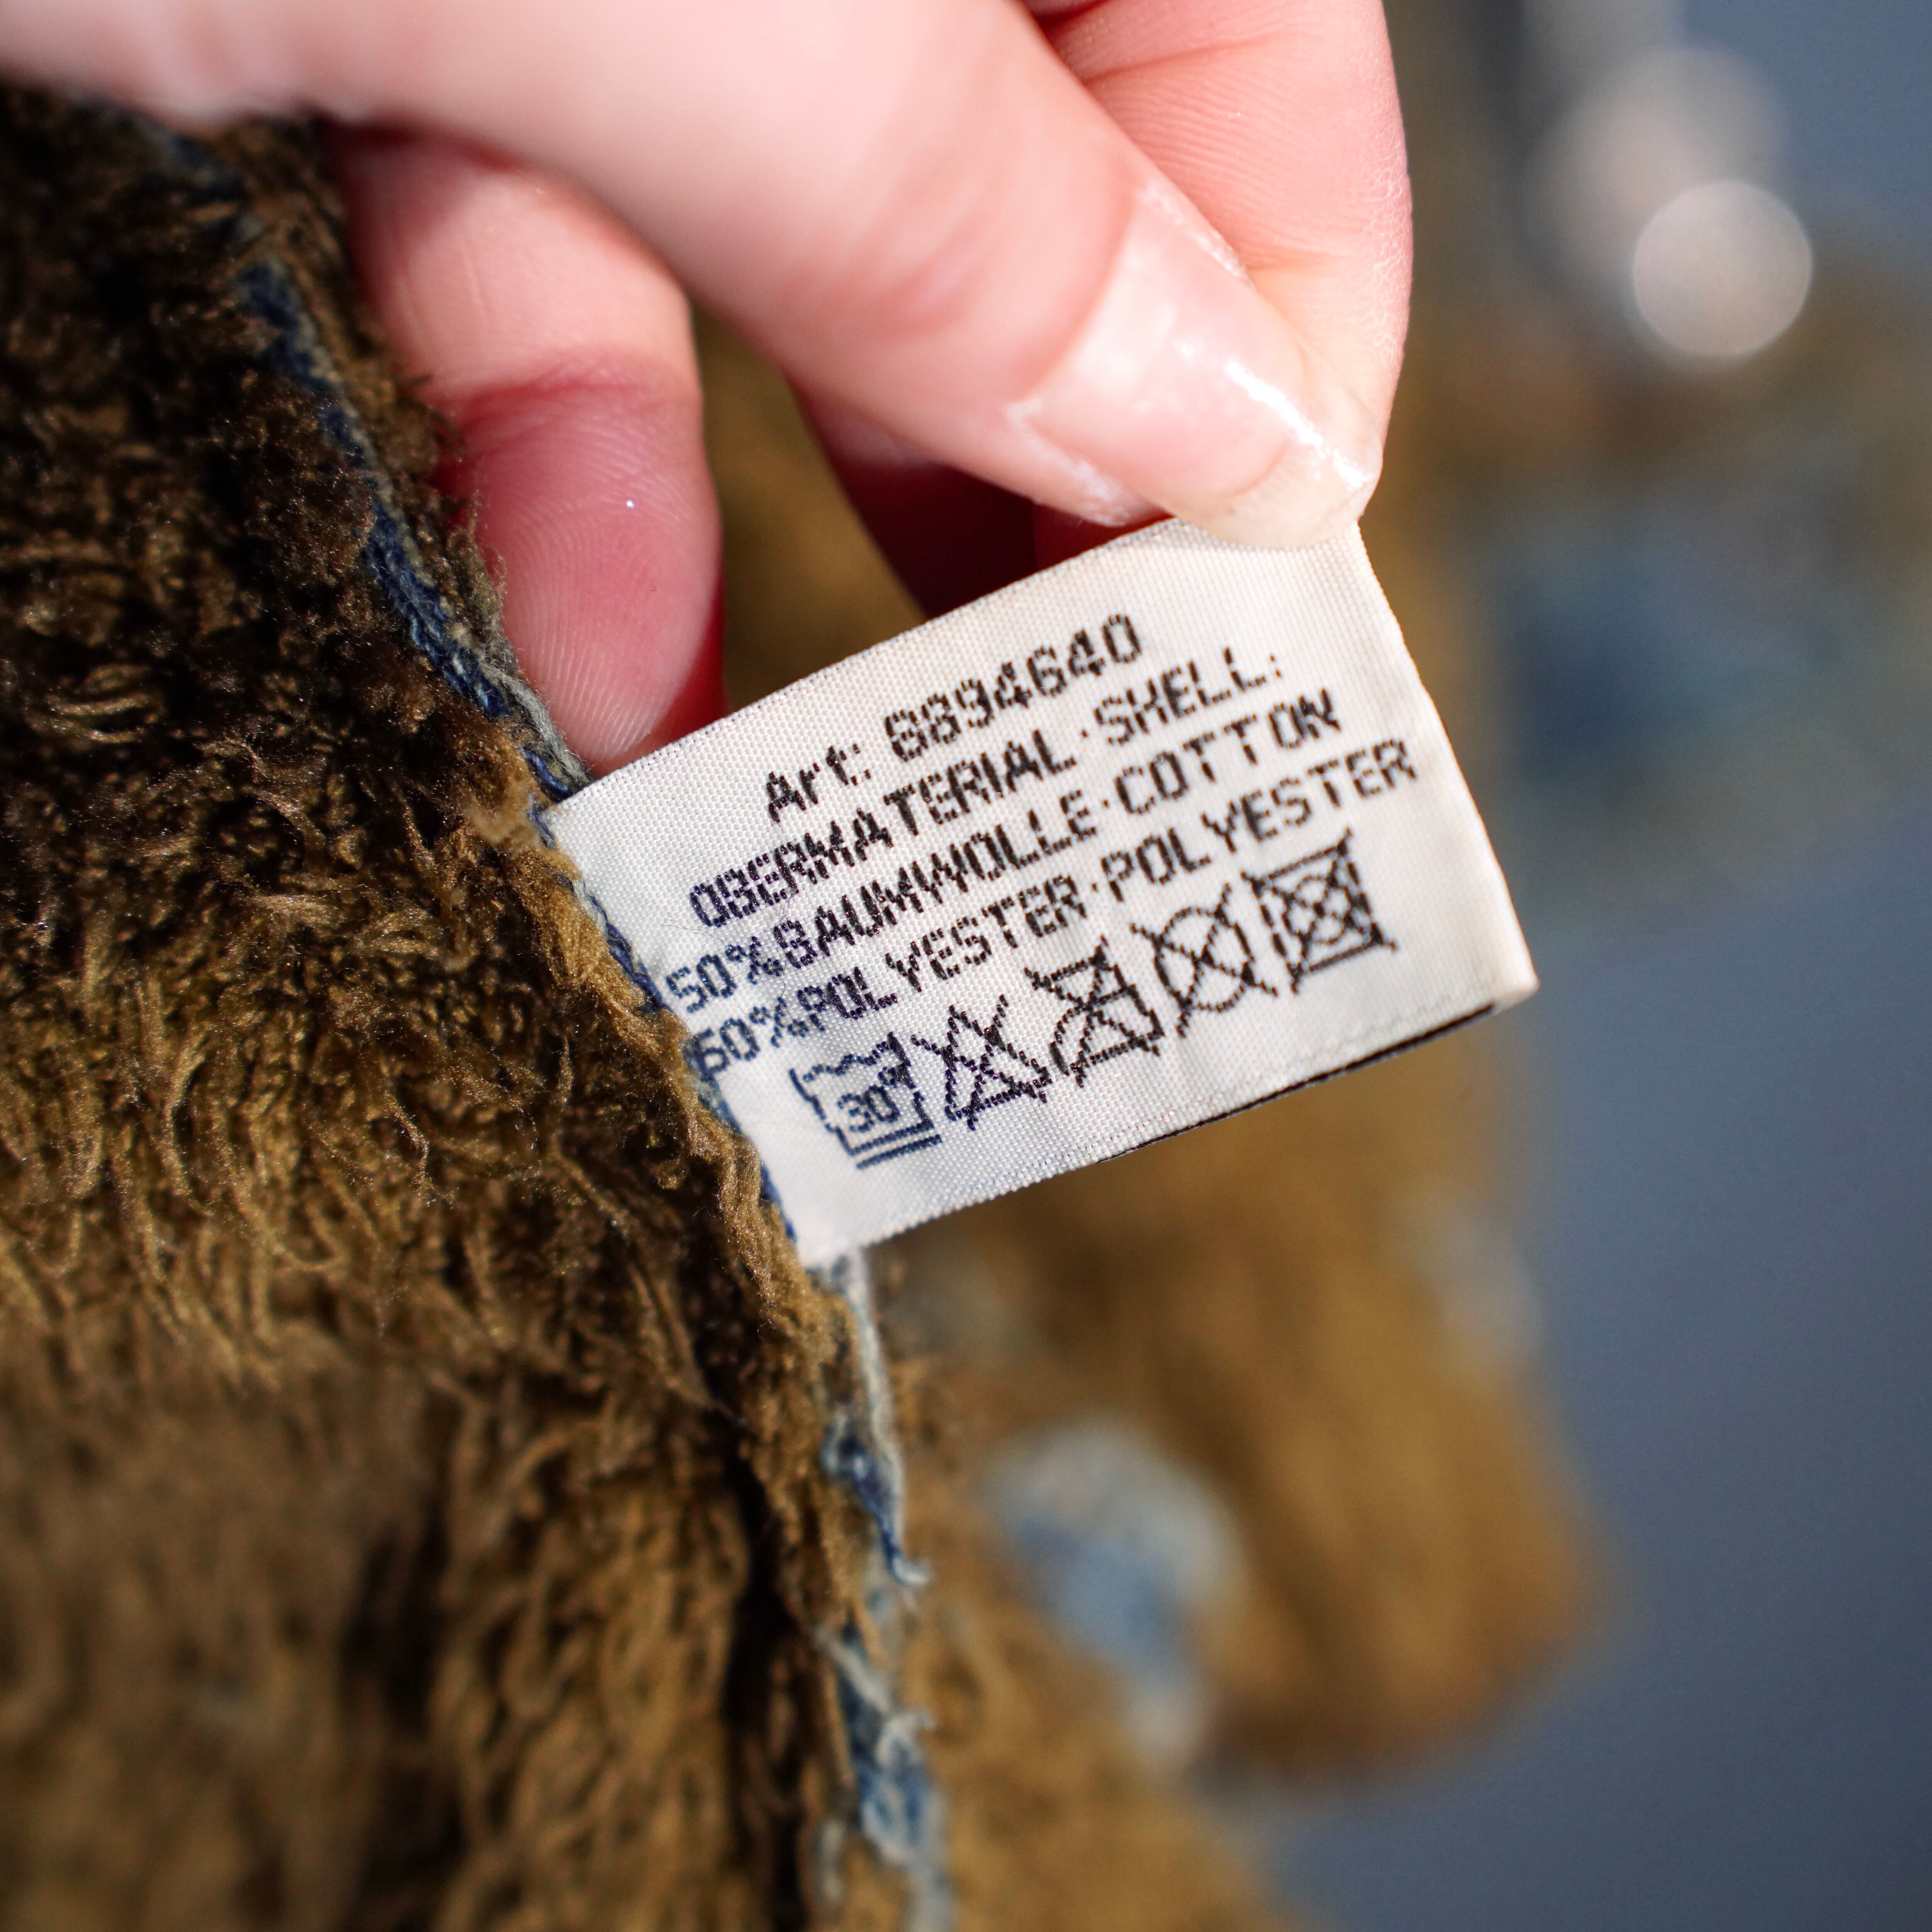 Art: 8894640
OBERMATERIAL·SHELL:
50%BAUMWOLLE·COTTON
50%POLYESTER·POLYESTER
30°